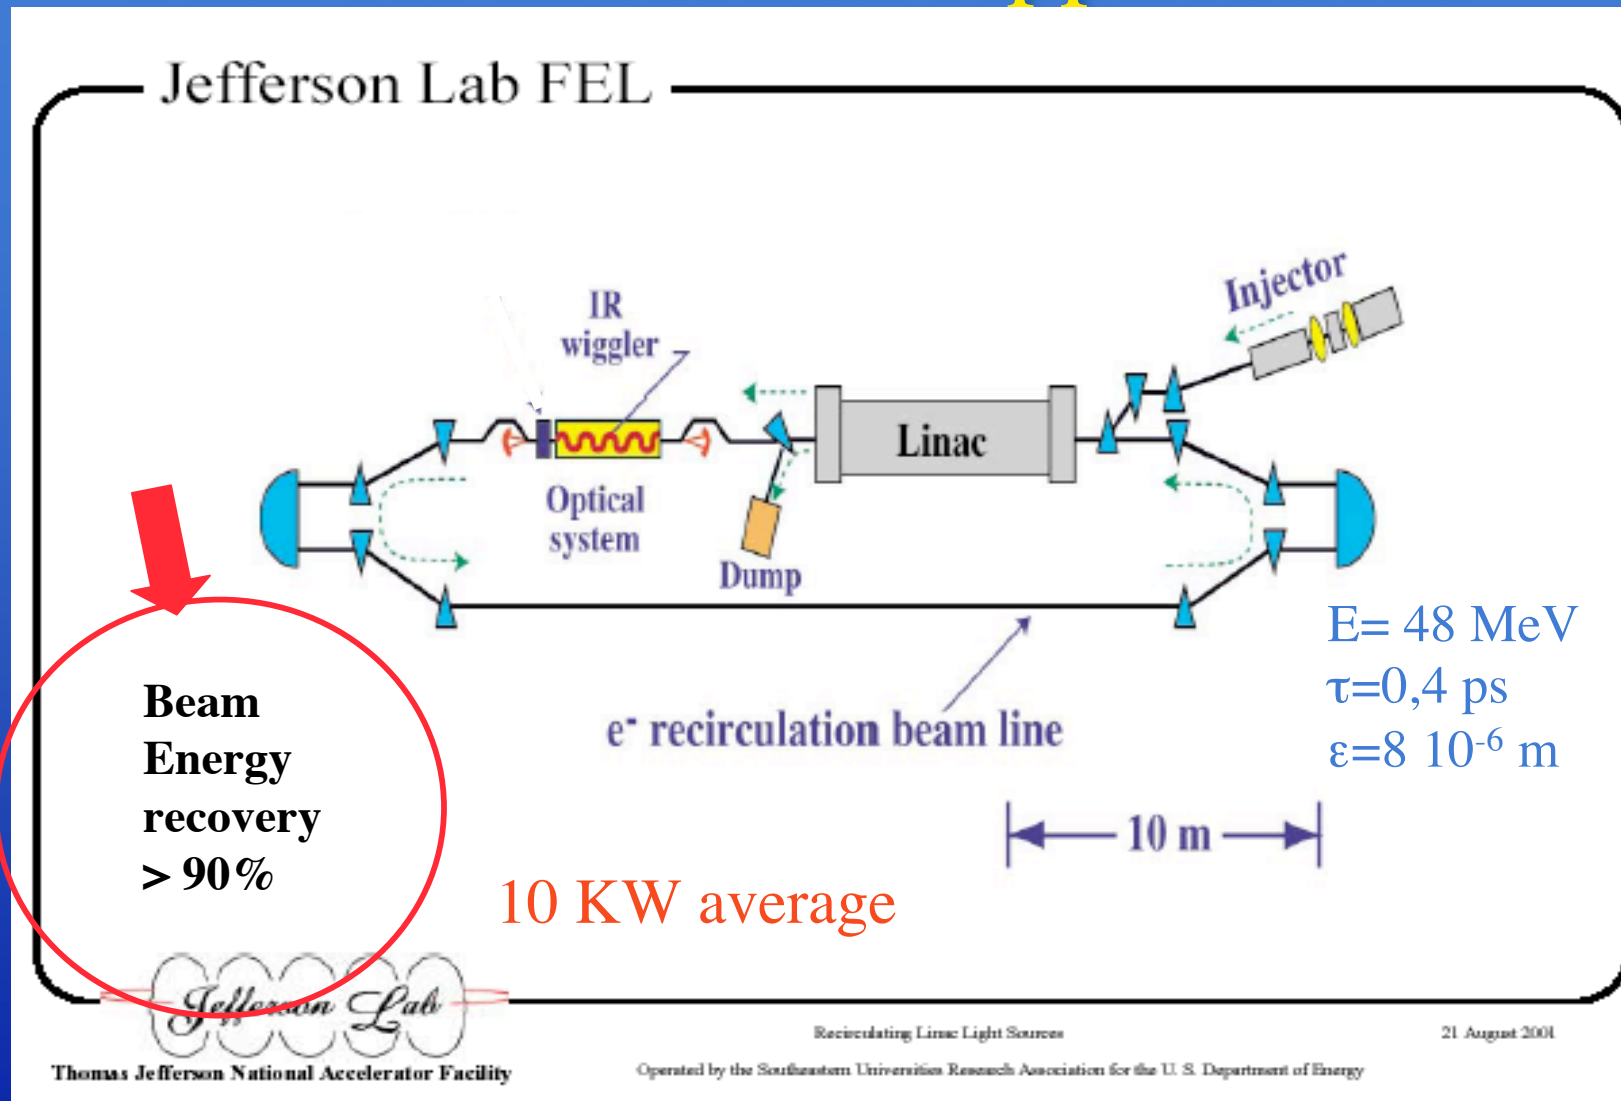 Jefferson Lab FEL
Injector
IR
wiggler
Linac
Optical
system
Dump
E= 48 MeV
τ=0,4 ps
ε=8 10⁻⁶ m
e⁻ recirculation beam line
Beam
Energy
recovery
> 90%
10 m
10 KW average
Jefferson Lab
Thomas Jefferson National Accelerator Facility
Recirculating Linac Light Sources
21 August 2001
Operated by the Southeastern Universities Research Association for the U. S. Department of Energy